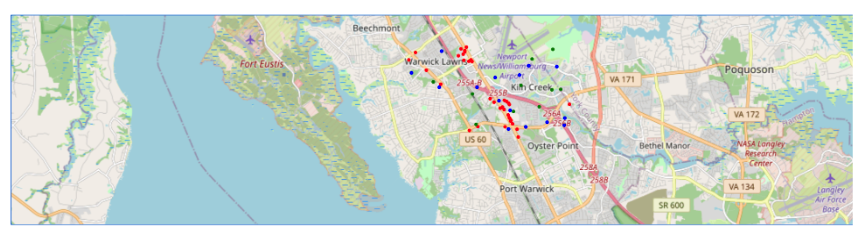 Beechmont
Fort Eustis
Warwick Lawns
Newport
News/Williamsburg
Airport
255A-B
255B
Kiln Creek
VA 171
Poquoson
256A
VA 172
US 60
Oyster Point
Bethel Manor
NASA Langley
Research
Center
258A
258B
Port Warwick
VA 134
Langley
Air Force
Base
SR 600